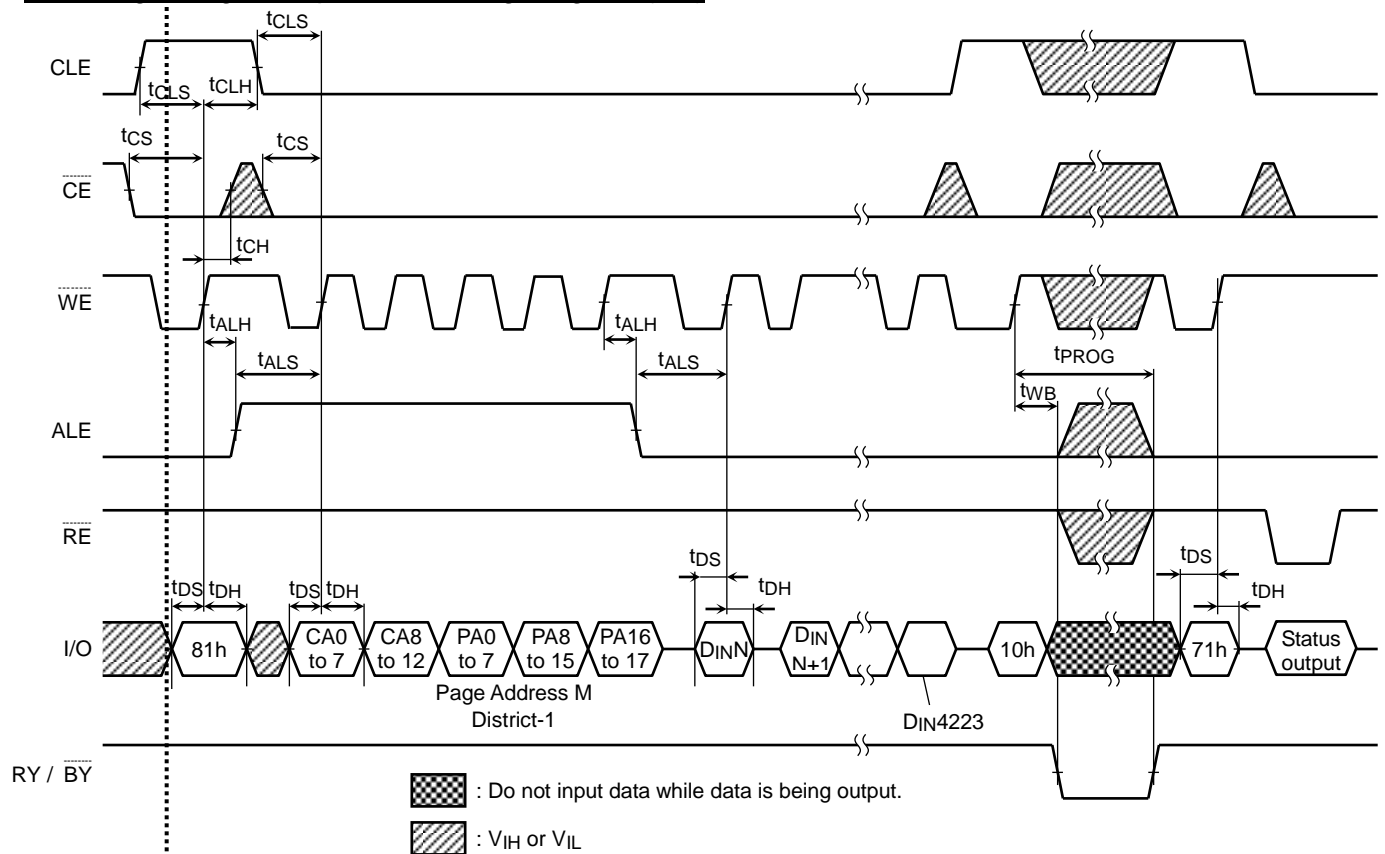 tCLS
CLE
tCLS tCLH
tCS tCS
CE
tCH
WE
tALH tALH
tALS tALS
tPROG
tWB
ALE
RE
tDS tDH tDS tDH tDS tDH tDS tDH
I/O 81h CA0 to 7 CA8 to 12 PA0 to 7 PA8 to 15 PA16 to 17 DINN DIN N+1 10h 71h Status output
Page Address M
District-1
DIN4223
RY / BY
: Do not input data while data is being output.
: VIH or VIL